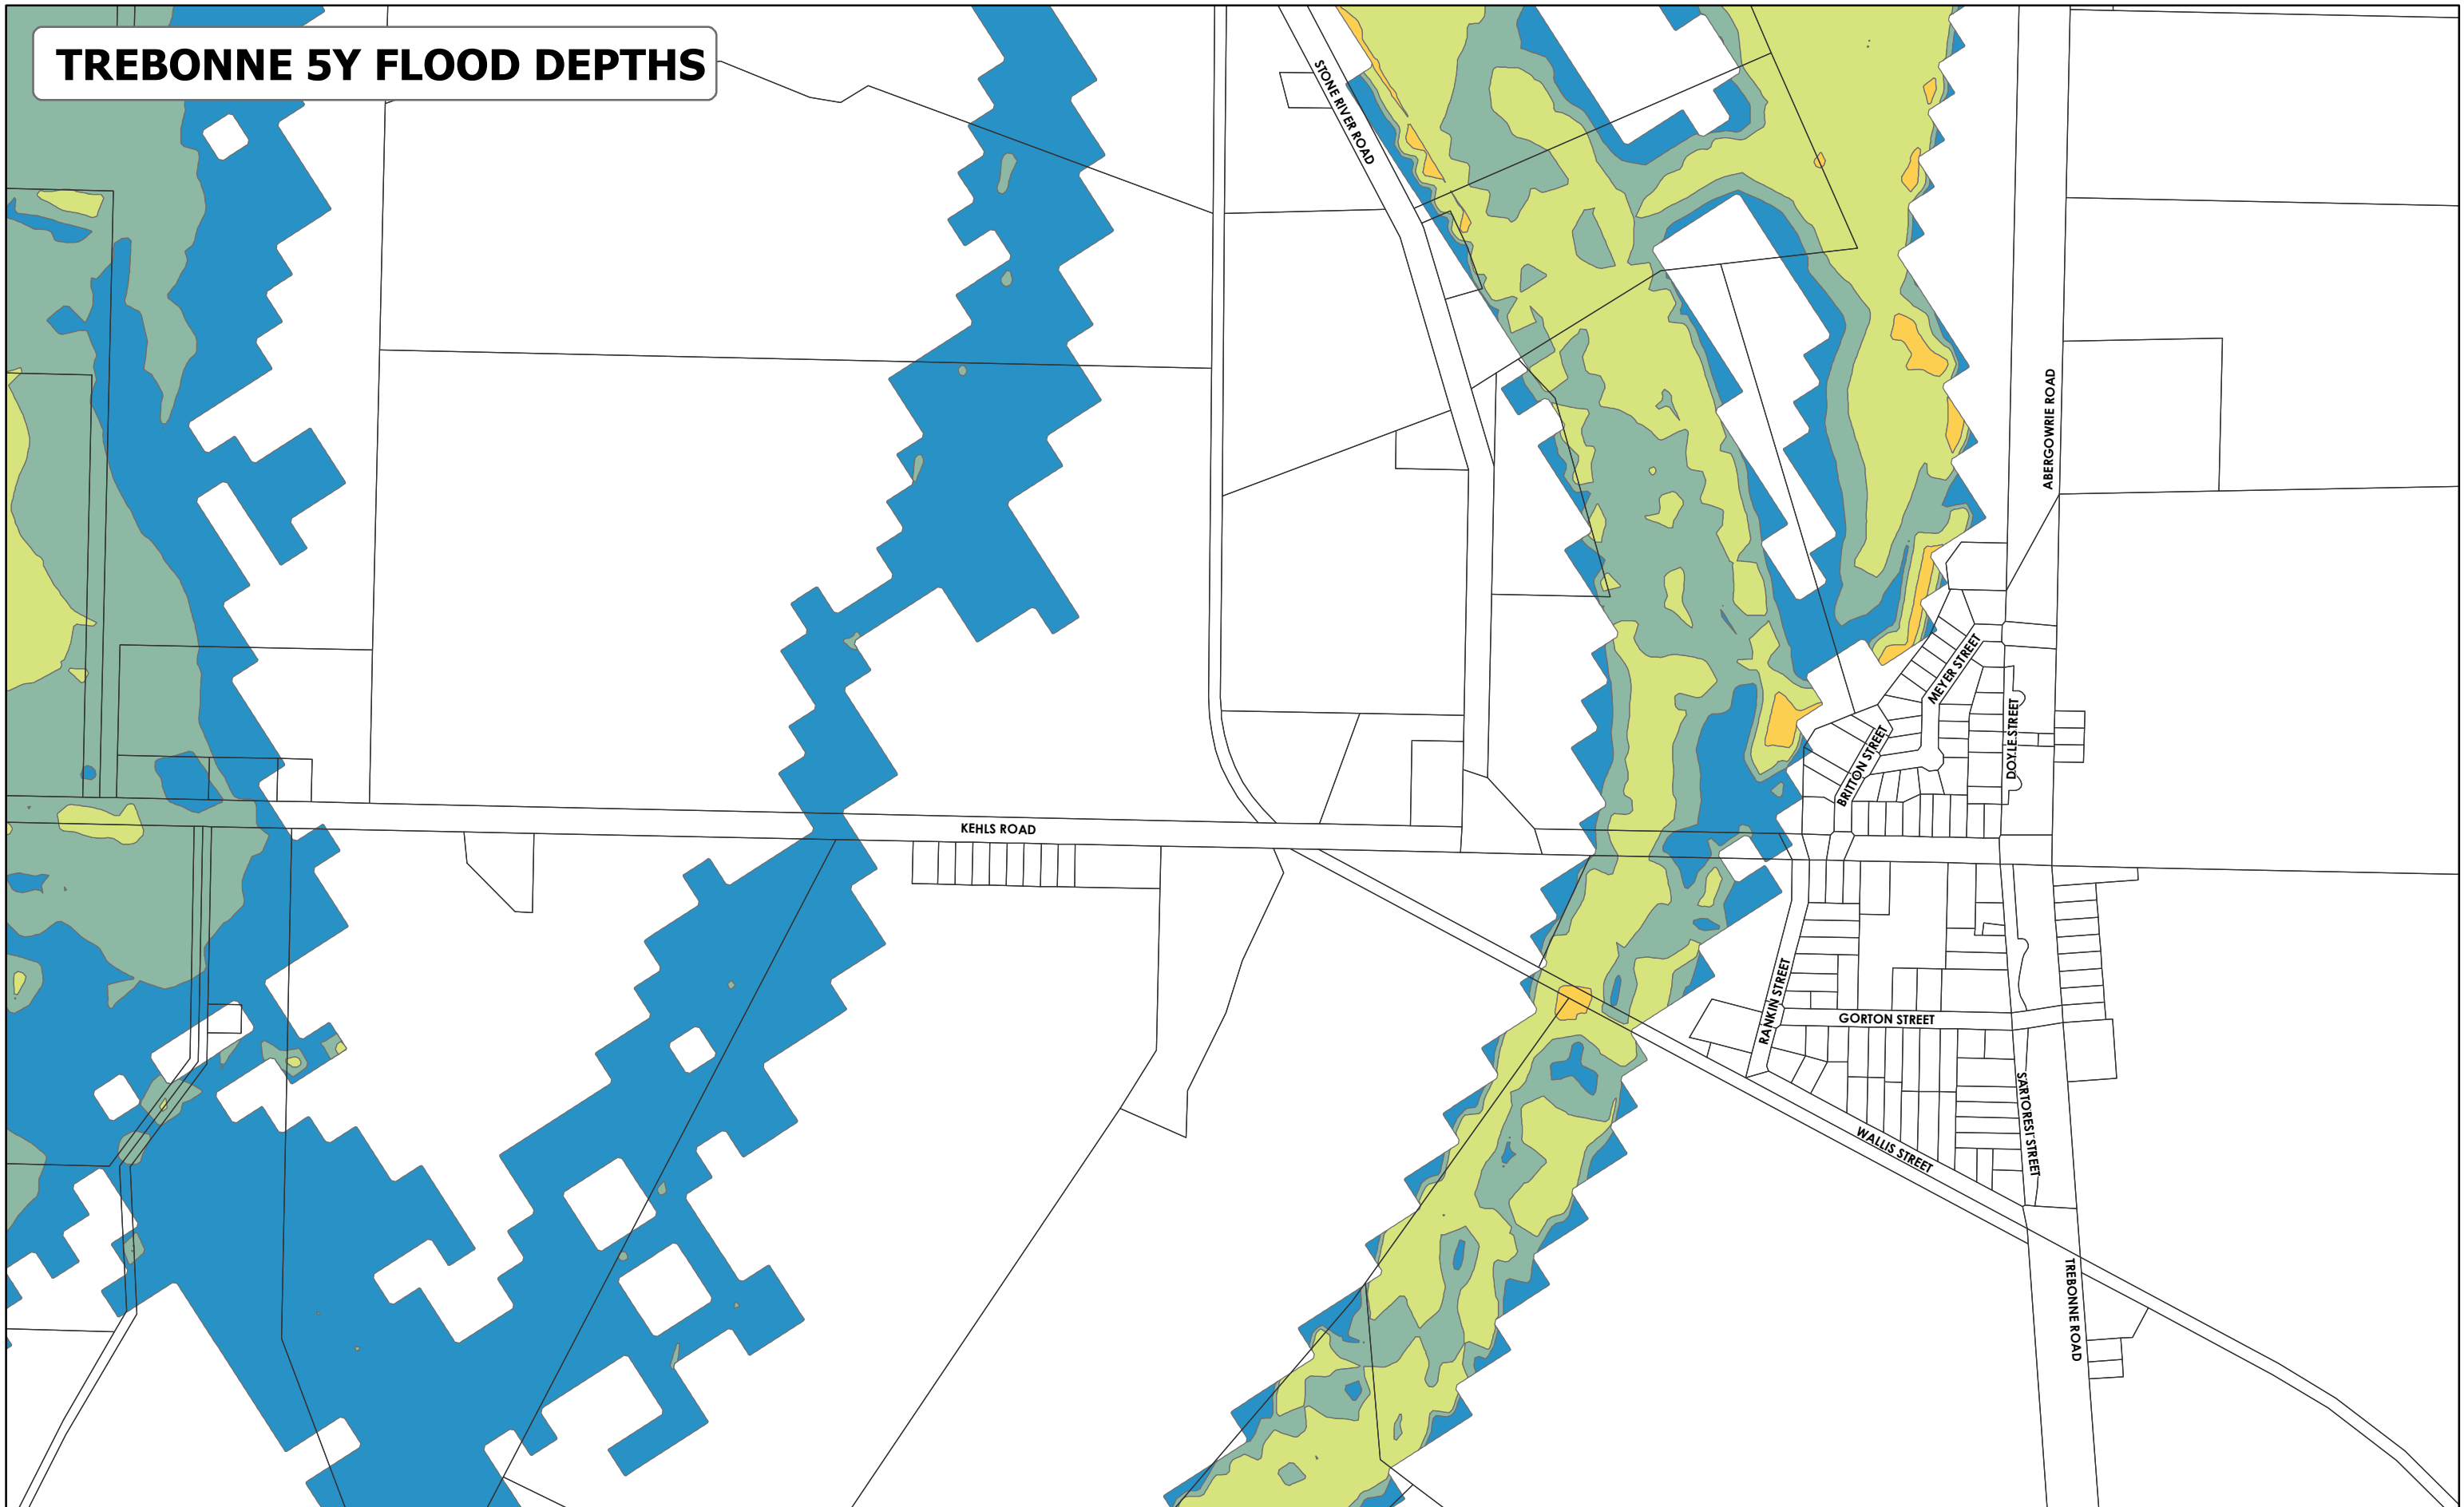 TREBONNE 5Y FLOOD DEPTHS
STONE RIVER ROAD
ABERGOWRIE ROAD
MEYER STREET
DOYLE STREET
BRITTON STREET
KEHLS ROAD
RANKIN STREET
GORTON STREET
SARTORESI STREET
WALLIS STREET
TREBONNE ROAD